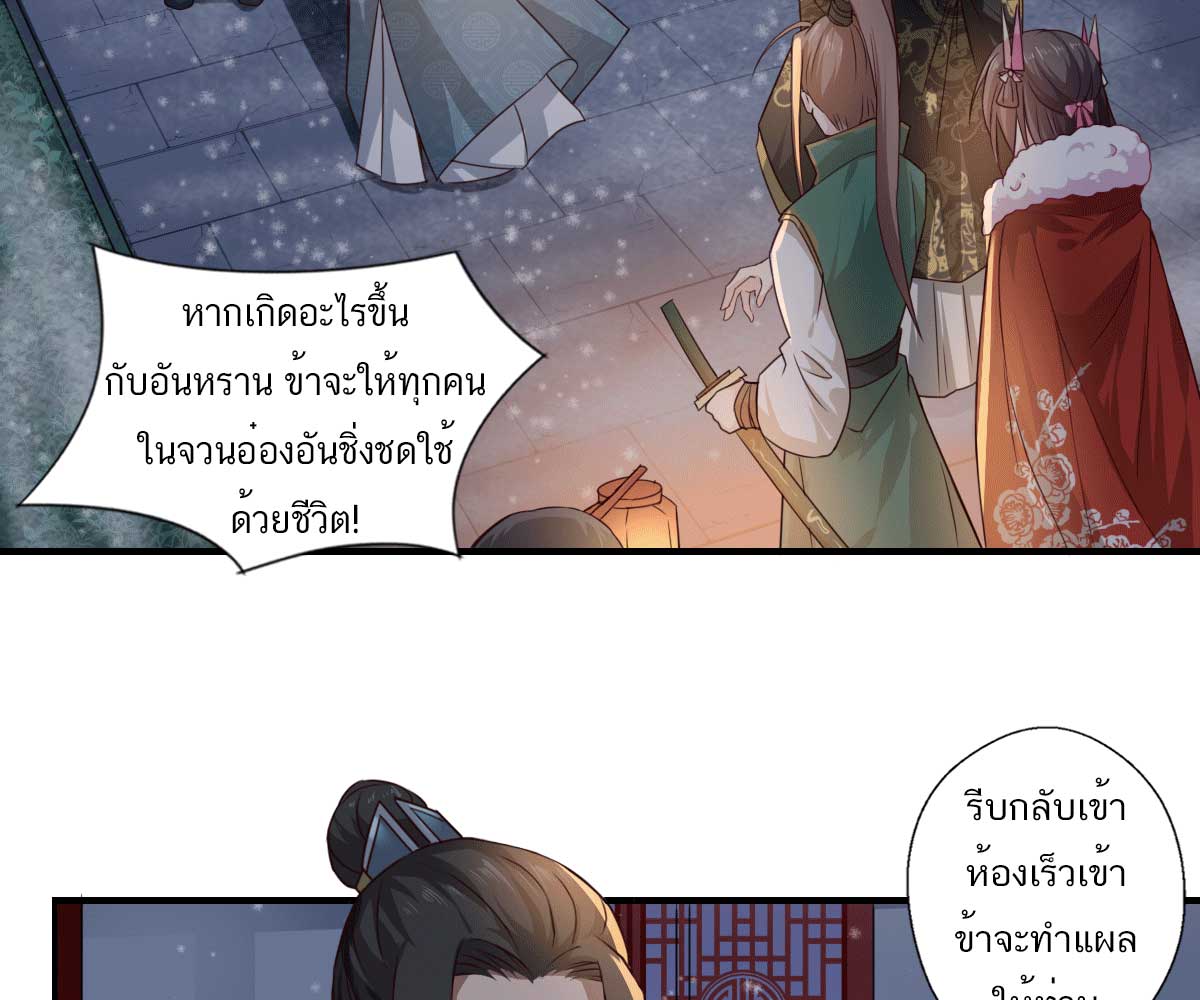 หากเกิดอะไรขึ้น
กับอันหราน ข้าจะให้ทุกคน
ในจวนอ๋องอันชิ่งชดใช้
ด้วยชีวิต!
รีบกลับเข้า
ห้องเร็วเข้า
ข้าจะทำแผล